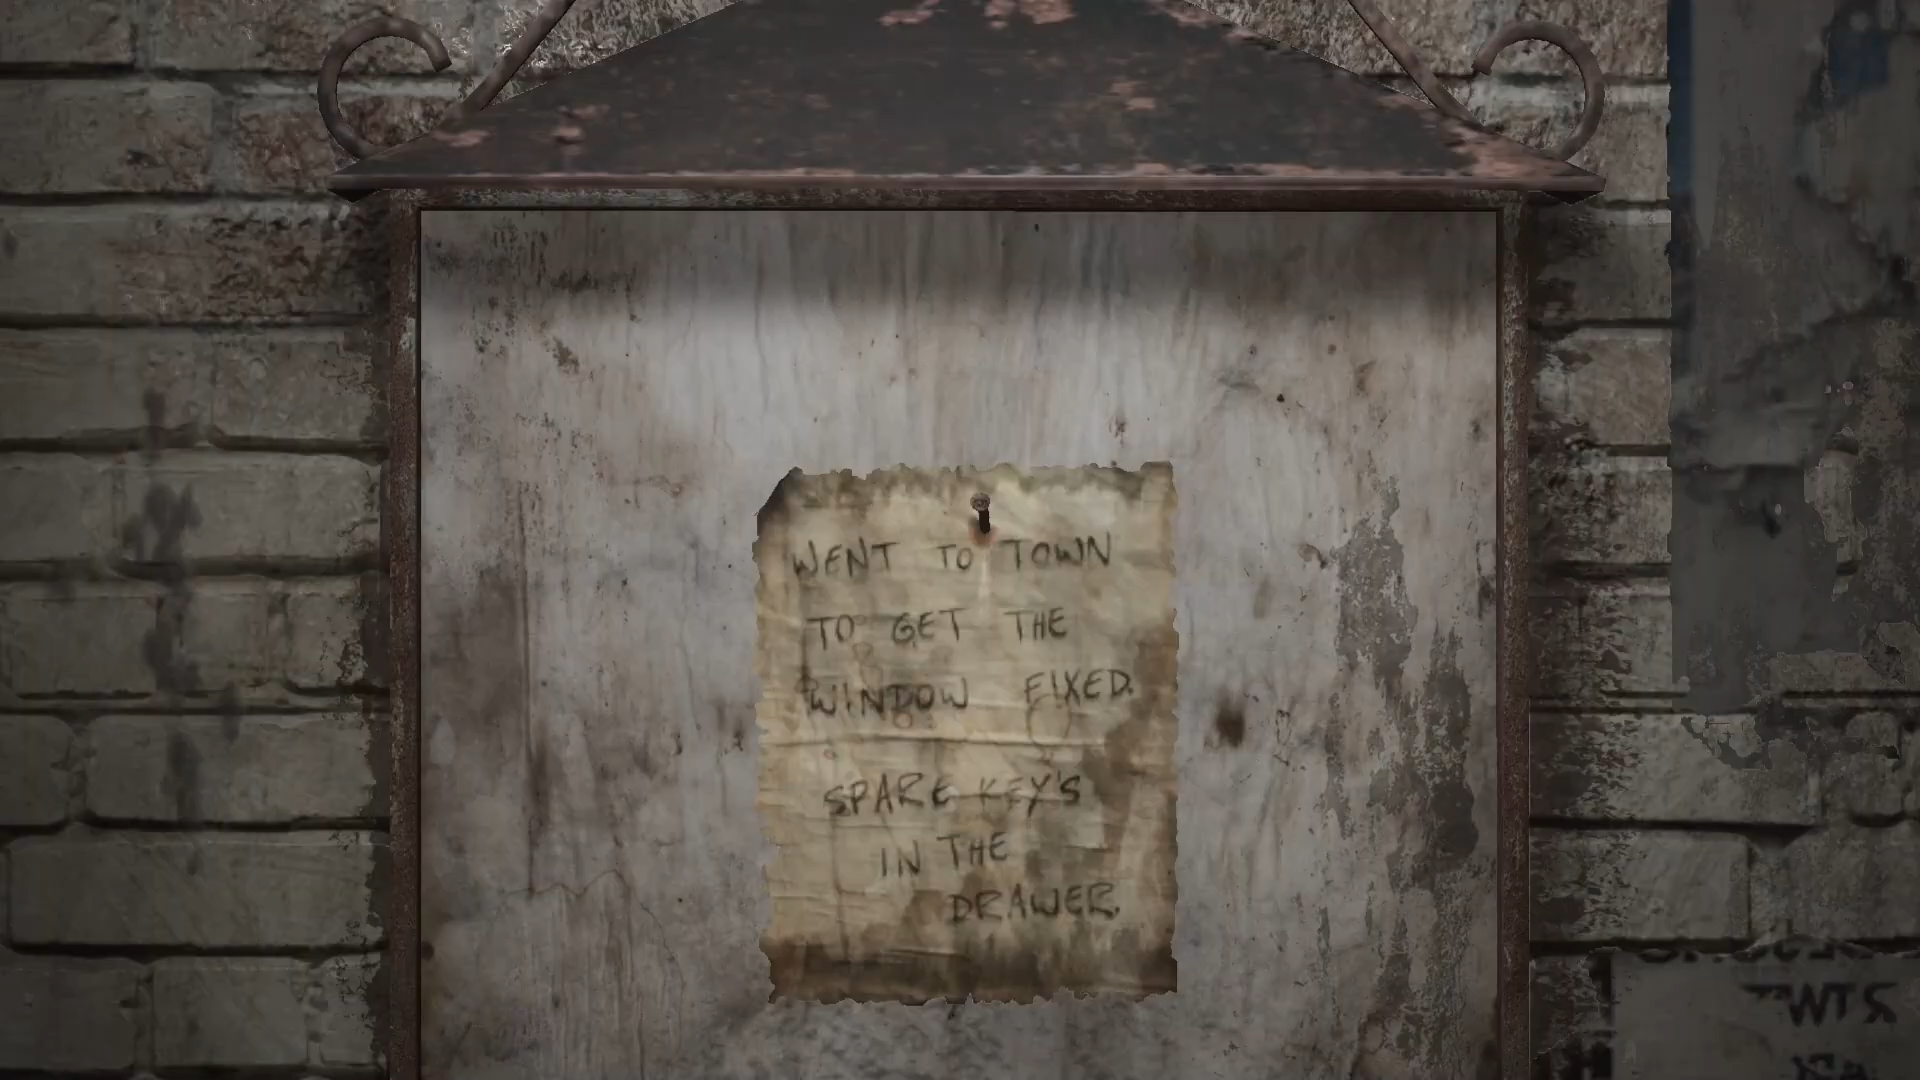 WENT TO TOWN
TO GET THE
WINDOW FIXED.
SPARE KEY'S
IN THE
DRAWER.